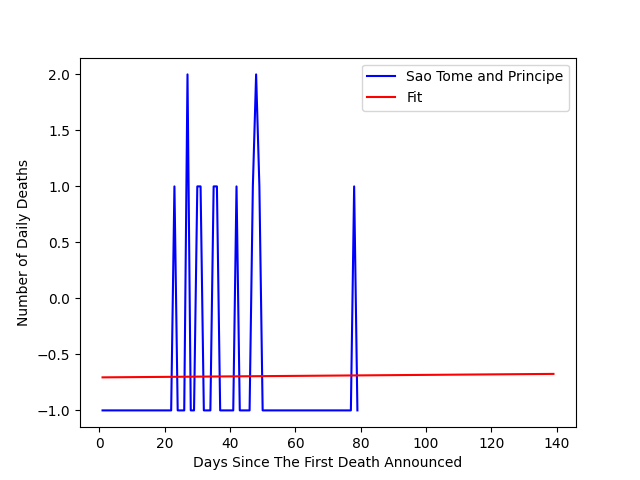 Sao Tome and Principe
Fit
2.0
1.5
1.0
0.5
0.0
−0.5
−1.0
Number of Daily Deaths
0 20 40 60 80 100 120 140
Days Since The First Death Announced